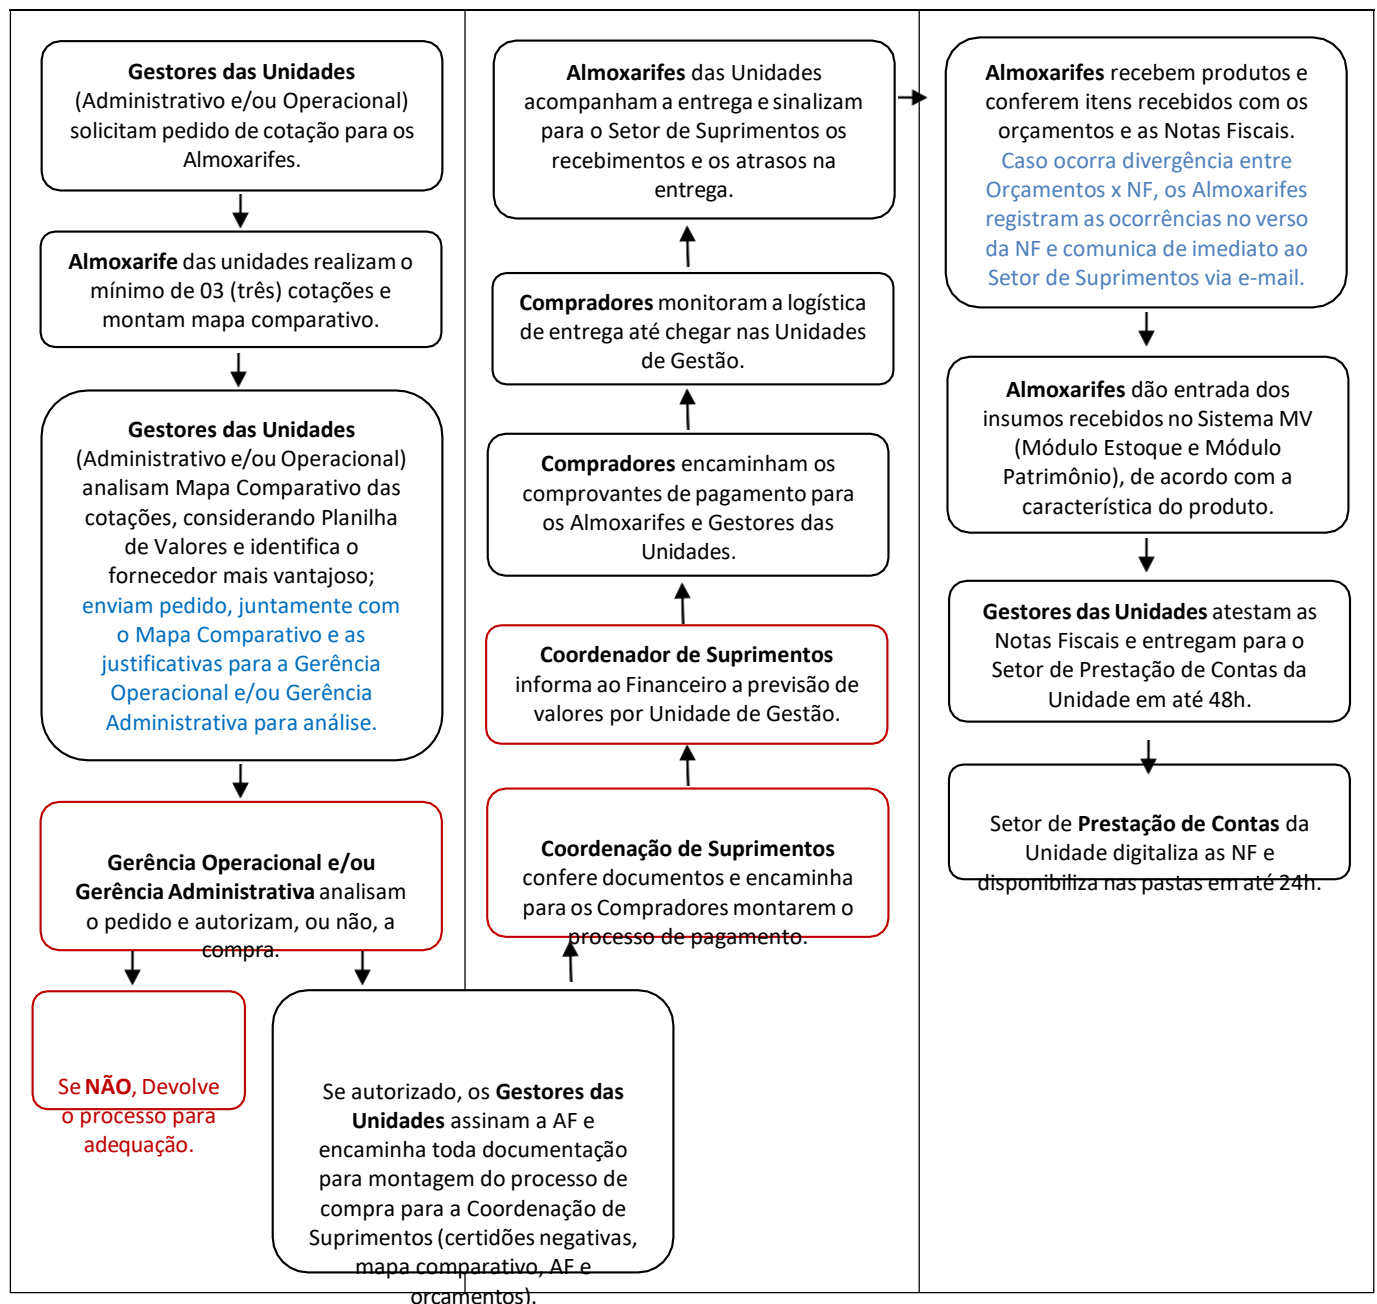 Gestores das Unidades
(Administrativo e/ou Operacional)
solicitam pedido de cotação para os
Almoxarifes.
Almoxarife das unidades realizam o
mínimo de 03 (três) cotações e
montam mapa comparativo.
Gestores das Unidades
(Administrativo e/ou Operacional)
analisam Mapa Comparativo das
cotações, considerando Planilha
de Valores e identifica o
fornecedor mais vantajoso;
enviam pedido, juntamente com
o Mapa Comparativo e as
justificativas para a Gerência
Operacional e/ou Gerência
Administrativa para análise.
Gerência Operacional e/ou
Gerência Administrativa analisam
o pedido e autorizam, ou não, a
compra.
Se NÃO, Devolve
o processo para
adequação.
Se autorizado, os Gestores das
Unidades assinam a AF e
encaminha toda documentação
para montagem do processo de
compra para a Coordenação de
Suprimentos (certidões negativas,
mapa comparativo, AF e
orçamentos).
Coordenação de Suprimentos
confere documentos e encaminha
para os Compradores montarem o
processo de pagamento.
Coordenador de Suprimentos
informa ao Financeiro a previsão de
valores por Unidade de Gestão.
Compradores encaminham os
comprovantes de pagamento para
os Almoxarifes e Gestores das
Unidades.
Compradores monitoram a logística
de entrega até chegar nas Unidades
de Gestão.
Almoxarifes das Unidades
acompanham a entrega e sinalizam
para o Setor de Suprimentos os
recebimentos e os atrasos na
entrega.
Almoxarifes recebem produtos e
conferem itens recebidos com os
orçamentos e as Notas Fiscais.
Caso ocorra divergência entre
Orçamentos x NF, os Almoxarifes
registram as ocorrências no verso
da NF e comunica de imediato ao
Setor de Suprimentos via e-mail.
Almoxarifes dão entrada dos
insumos recebidos no Sistema MV
(Módulo Estoque e Módulo
Patrimônio), de acordo com a
característica do produto.
Gestores das Unidades atestam as
Notas Fiscais e entregam para o
Setor de Prestação de Contas da
Unidade em até 48h.
Setor de Prestação de Contas da
Unidade digitaliza as NF e
disponibiliza nas pastas em até 24h.